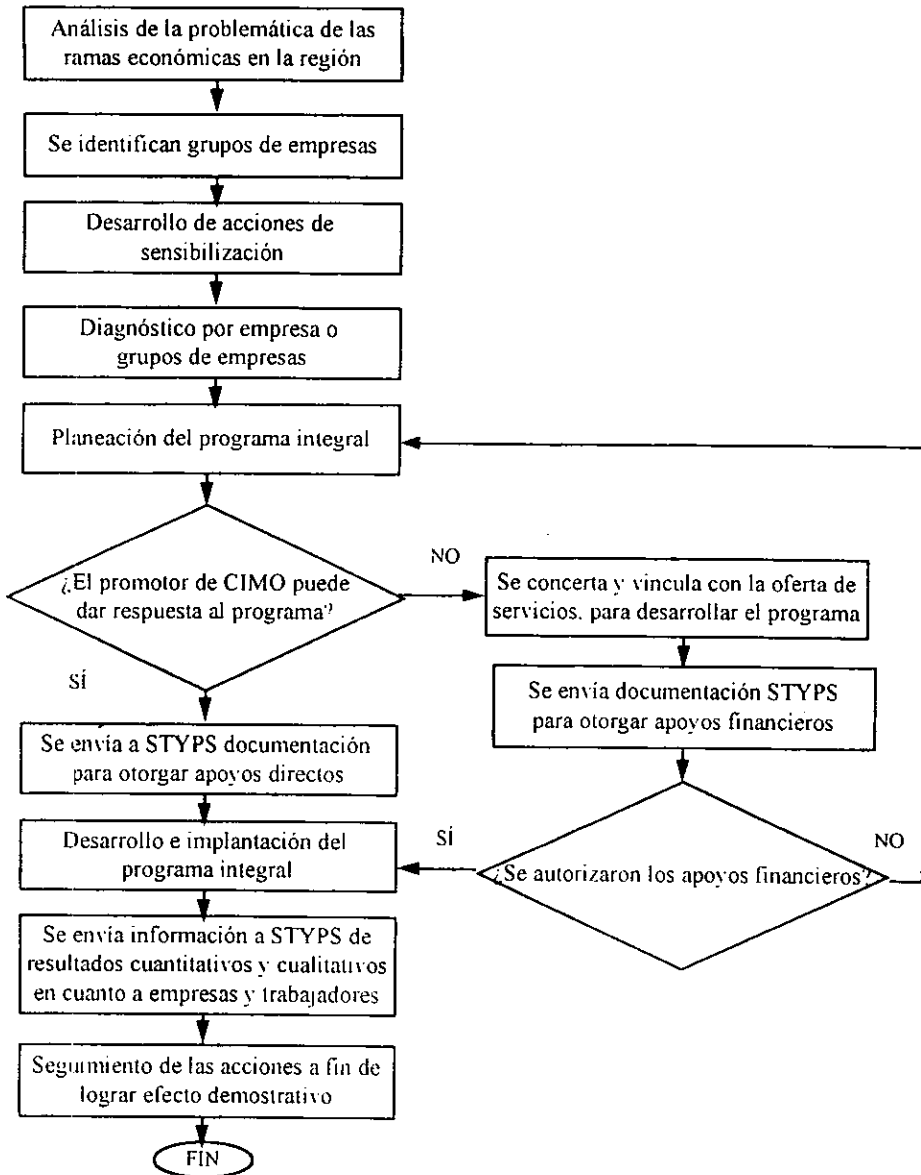 Análisis de la problemática de las
ramas económicas en la región
Se identifican grupos de empresas
Desarrollo de acciones de
sensibilización
Diagnóstico por empresa o
grupos de empresas
Planeación del programa integral
¿El promotor de CIMO puede
dar respuesta al programa?
NO
Se concerta y vincula con la oferta de
servicios, para desarrollar el programa
SÍ
Se envía documentación STYPS
para otorgar apoyos financieros
Se envía a STYPS documentación
para otorgar apoyos directos
Desarrollo e implantación del
programa integral
SÍ
¿Se autorizaron los apoyos financieros?
NO
Se envía información a STYPS de
resultados cuantitativos y cualitativos
en cuanto a empresas y trabajadores
Seguimiento de las acciones a fin de
lograr efecto demostrativo
FIN